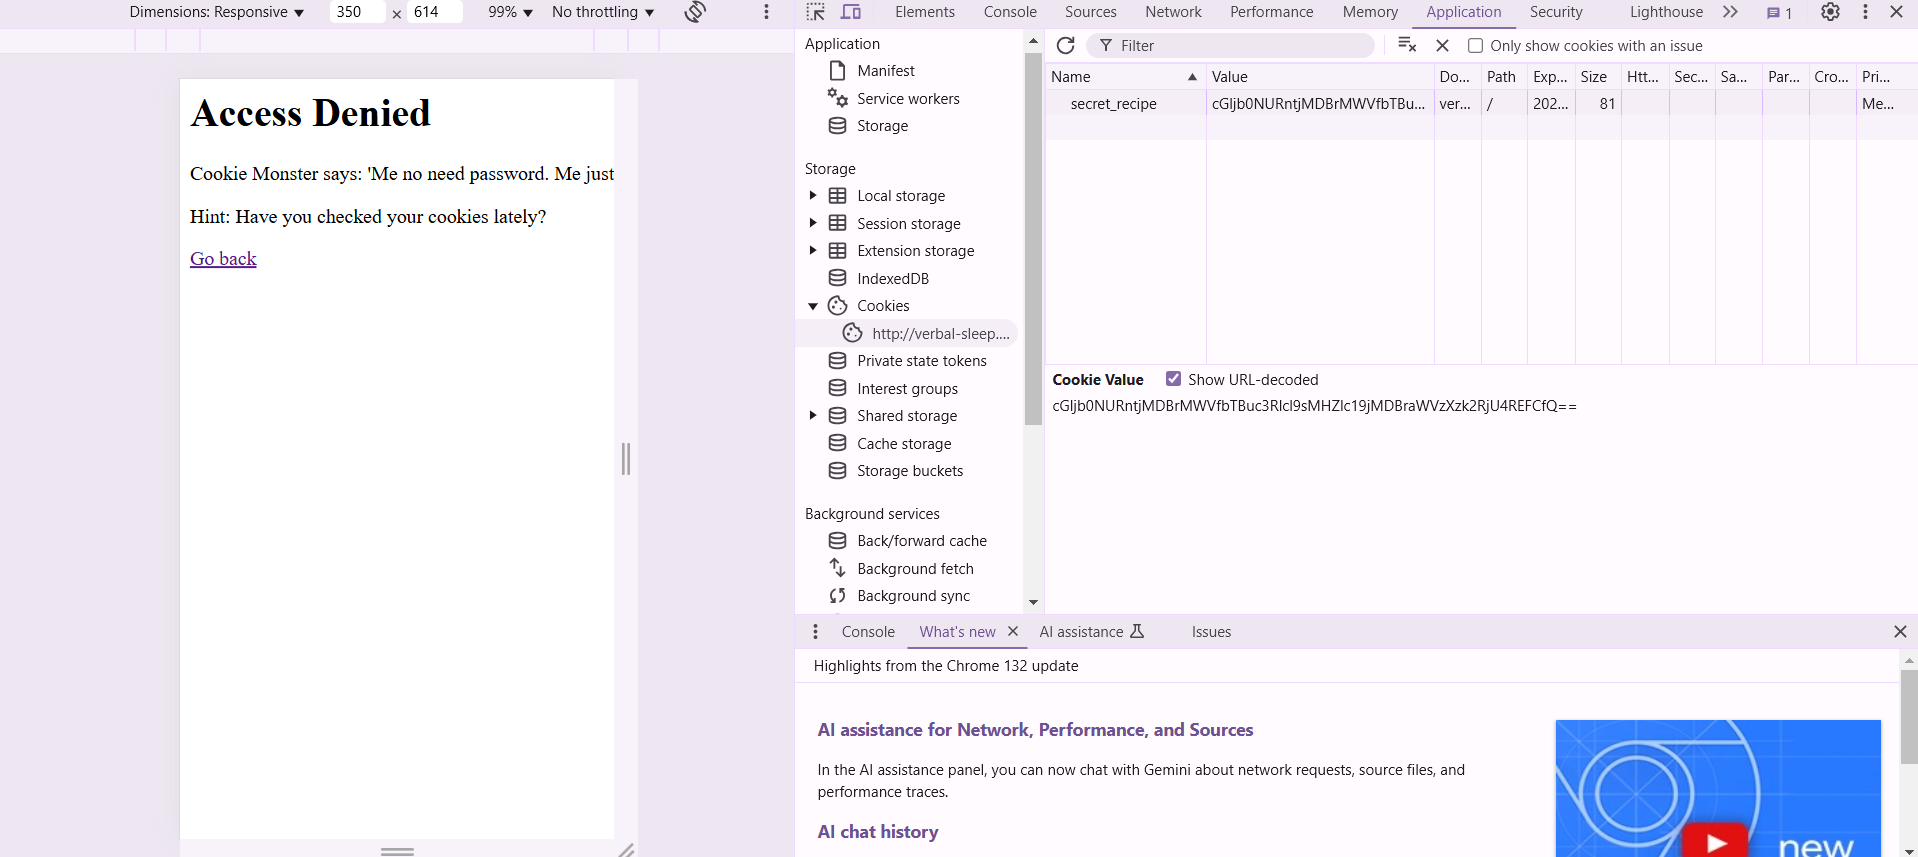 Dimensions: Responsive 350 × 614 99% No throttling
Elements Console Sources Network Performance Memory Application Security Lighthouse 1
Access Denied
Cookie Monster says: 'Me no need password. Me just
Hint: Have you checked your cookies lately?
Go back
Application
Manifest
Service workers
Storage
Storage
Local storage
Session storage
Extension storage
IndexedDB
Cookies
http://verbal-sleep....
Private state tokens
Interest groups
Shared storage
Cache storage
Storage buckets
Background services
Back/forward cache
Background fetch
Background sync
Filter Only show cookies with an issue
Name Value Do... Path Exp... Size Htt... Sec... Sa... Par... Cro... Pri...
secret_recipe cGljb0NURntjMDBrMWVfbTBu... ver... / 202... 81 Me...
Cookie Value Show URL-decoded
cGljb0NURntjMDBrMWVfbTBuc3Rlcl9sMHZlc19jMDBraWVzXzk2RjU4REFCfQ==
Console What's new AI assistance Issues
Highlights from the Chrome 132 update
AI assistance for Network, Performance, and Sources
In the AI assistance panel, you can now chat with Gemini about network requests, source files, and
performance traces.
AI chat history
new